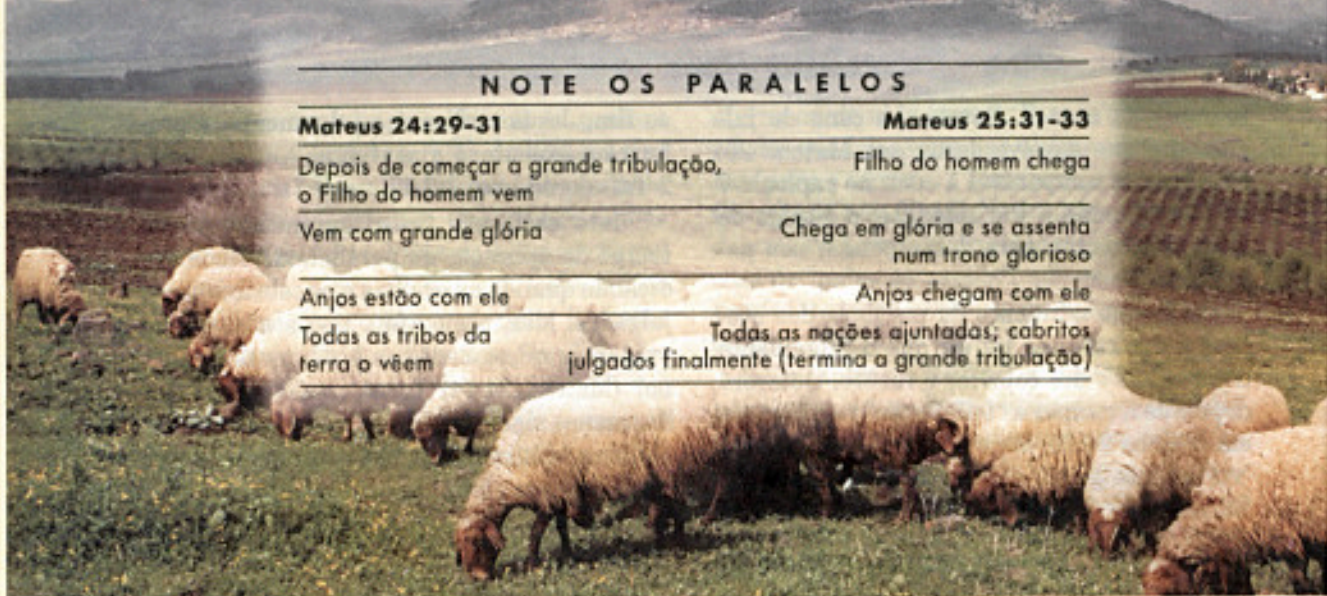 NOTE OS PARALELOS
Mateus 24:29-31 Mateus 25:31-33
Depois de começar a grande tribulação, Filho do homem chega
o Filho do homem vem
Vem com grande glória Chega em glória e se assenta
num trono glorioso
Anjos estão com ele Anjos chegam com ele
Todas as tribos da Todas as nações ajuntadas; cabritos
terra o vêem julgados finalmente (termina a grande tribulação)